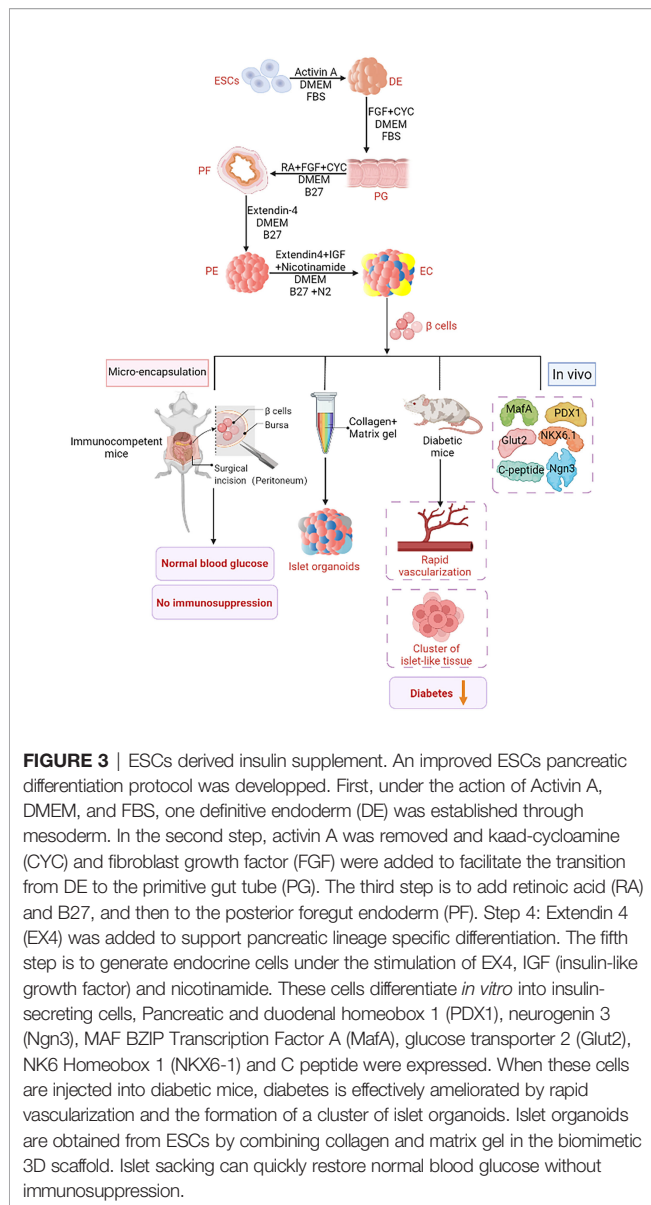 ESCs
Activin A
DMEM
FBS
DE
FGF+CYC
DMEM
FBS
PF
RA+FGF+CYC
DMEM
B27
PG
Extendin-4
DMEM
B27
PE
Extendin4+IGF
+Nicotinamide
DMEM
B27 +N2
EC
β cells
Micro-encapsulation
In vivo
Immunocompetent
mice
β cells
Bursa
Surgical
incision
(Peritoneum)
Collagen+
Matrix gel
Diabetic
mice
MafA
PDX1
Glut2
NKX6.1
C-peptide
Ngn3
Normal blood glucose
No immunosuppression
Islet organoids
Rapid
vascularization
Cluster of
islet-like tissue
Diabetes
FIGURE 3 | ESCs derived insulin supplement. An improved ESCs pancreatic
differentiation protocol was developped. First, under the action of Activin A,
DMEM, and FBS, one definitive endoderm (DE) was established through
mesoderm. In the second step, activin A was removed and kaad-cycloamine
(CYC) and fibroblast growth factor (FGF) were added to facilitate the transition
from DE to the primitive gut tube (PG). The third step is to add retinoic acid (RA)
and B27, and then to the posterior foregut endoderm (PF). Step 4: Extendin 4
(EX4) was added to support pancreatic lineage specific differentiation. The fifth
step is to generate endocrine cells under the stimulation of EX4, IGF (insulin-like
growth factor) and nicotinamide. These cells differentiate in vitro into insulin-
secreting cells, Pancreatic and duodenal homeobox 1 (PDX1), neurogenin 3
(Ngn3), MAF BZIP Transcription Factor A (MafA), glucose transporter 2 (Glut2),
NK6 Homeobox 1 (NKX6-1) and C peptide were expressed. When these cells
are injected into diabetic mice, diabetes is effectively ameliorated by rapid
vascularization and the formation of a cluster of islet organoids. Islet organoids
are obtained from ESCs by combining collagen and matrix gel in the biomimetic
3D scaffold. Islet sacking can quickly restore normal blood glucose without
immunosuppression.